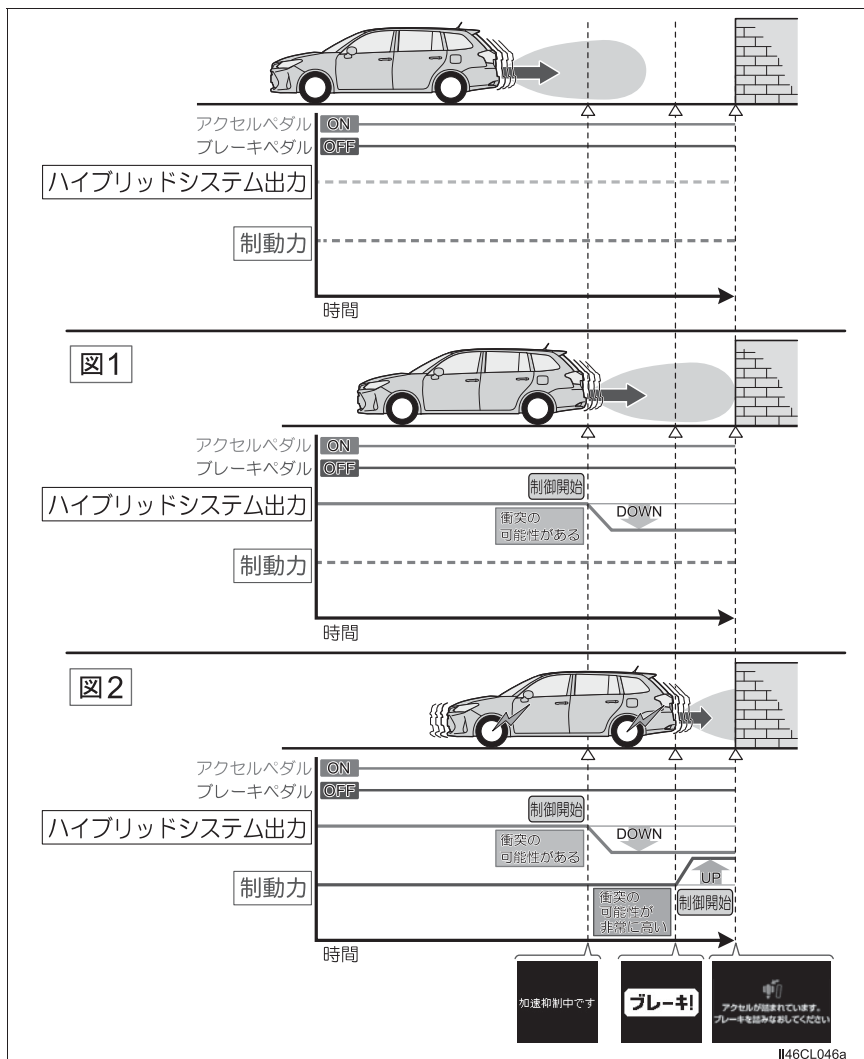 アクセルペダル ON
ブレーキペダル OFF
ハイブリッドシステム出力
制動力
時間
図1
アクセルペダル ON
ブレーキペダル OFF
制御開始
ハイブリッドシステム出力
DOWN
衝突の
可能性がある
制動力
時間
図2
アクセルペダル ON
ブレーキペダル OFF
制御開始
ハイブリッドシステム出力
DOWN
衝突の
可能性がある
制動力
UP
制御開始
衝突の
可能性が
非常に高い
時間
加速抑制中です
ブレーキ!
アクセルが踏まれています。
ブレーキを踏みなおしてください
II46CL046a